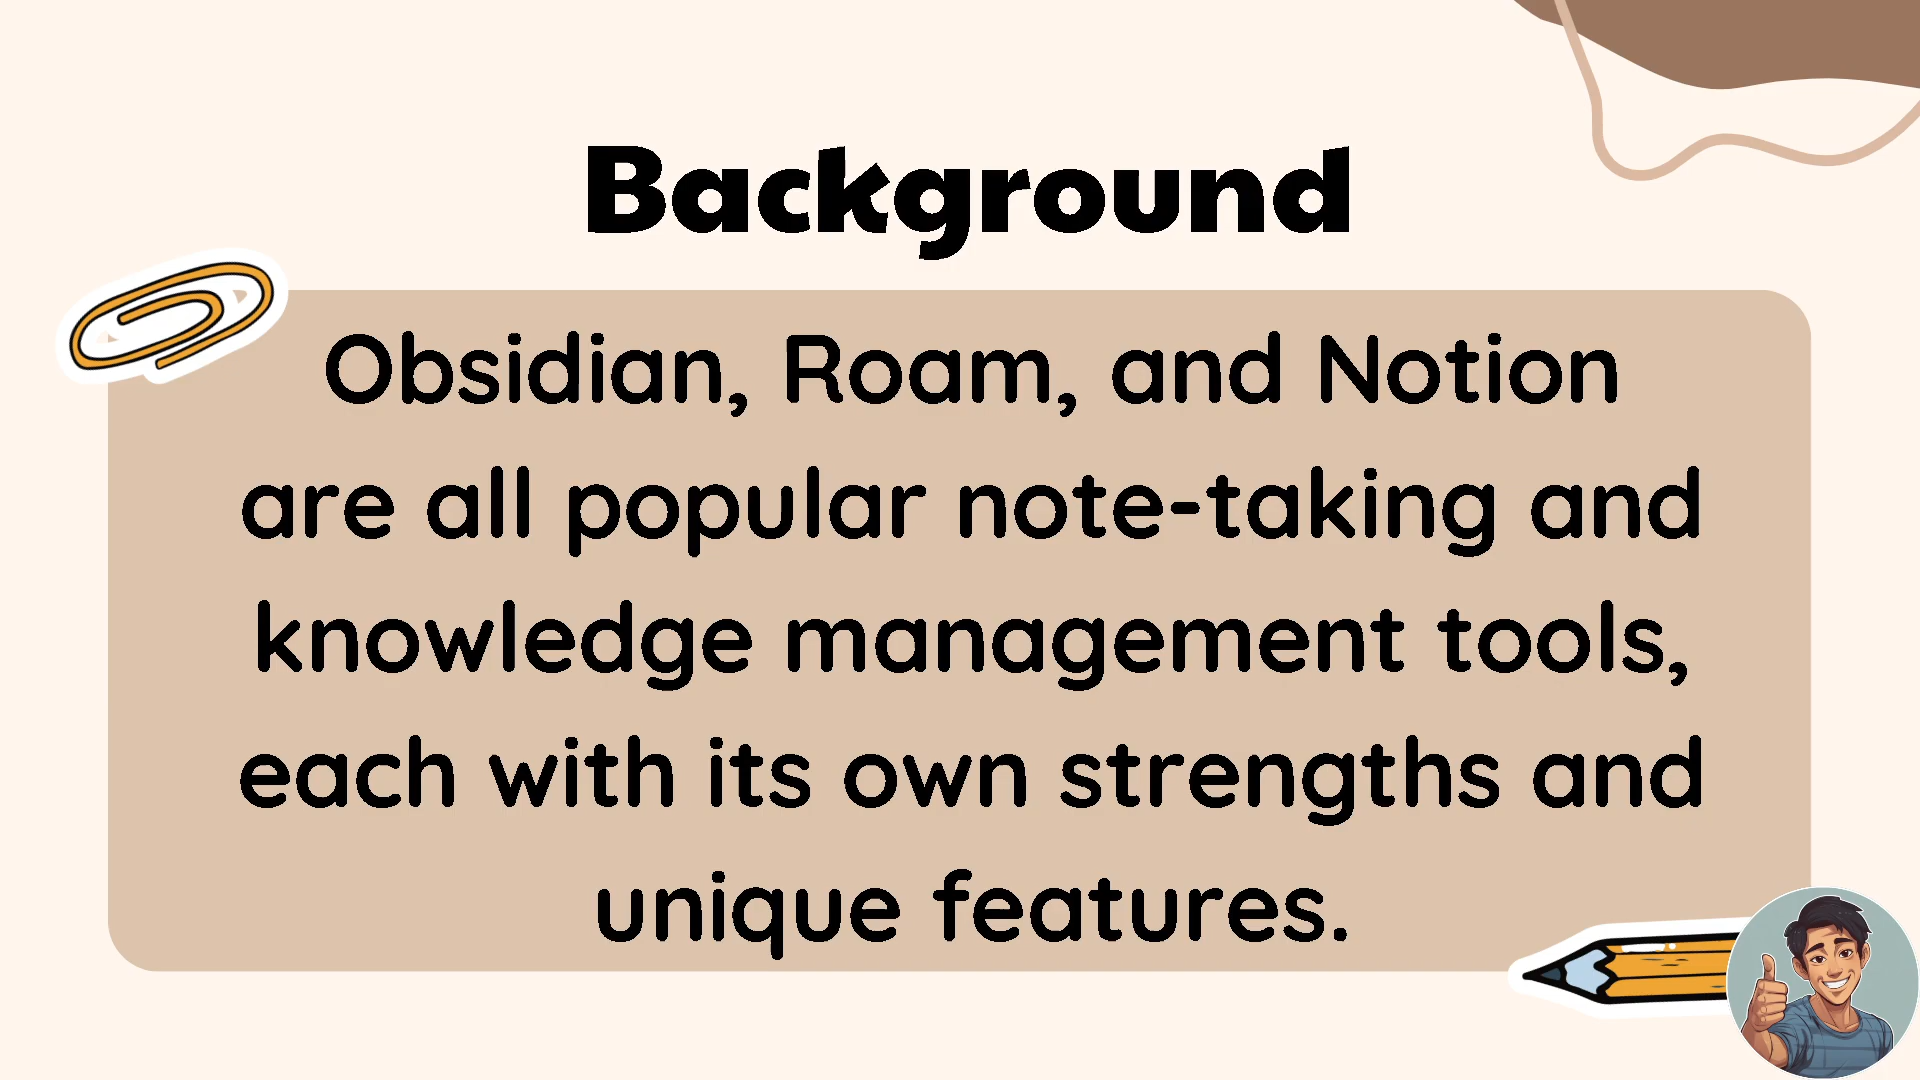 Background
Obsidian, Roam, and Notion
are all popular note-taking and
knowledge management tools,
each with its own strengths and
unique features.